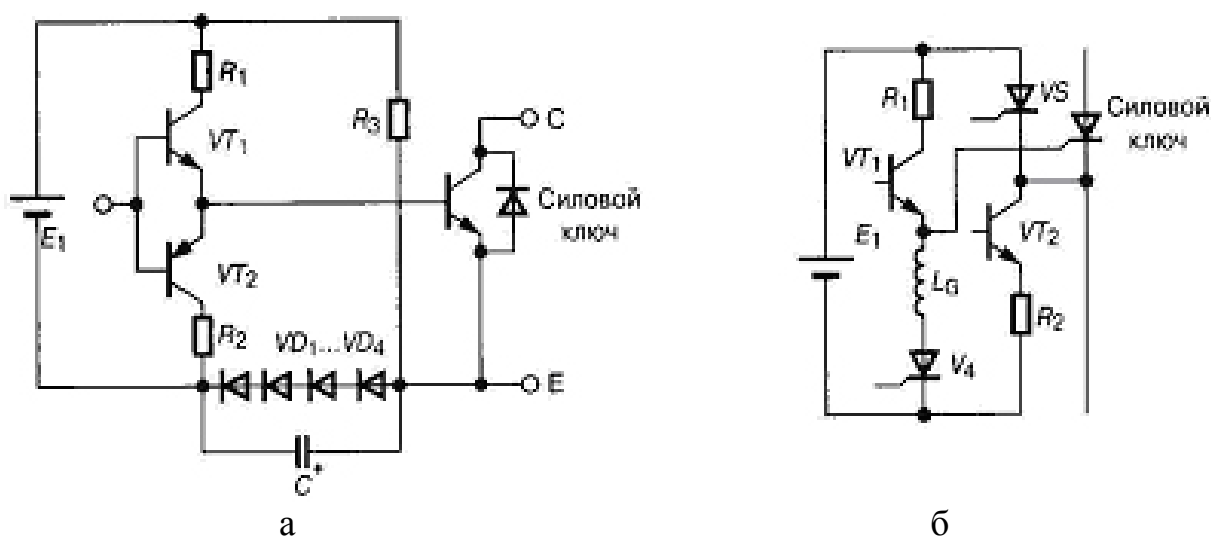 R1
VT1
R3
C
E1
Силовой
ключ
VT2
R2
VD1...VD4
E
C
+
а
R1
VS
Силовой
ключ
VT1
E1
VT2
LG
R2
V4
б